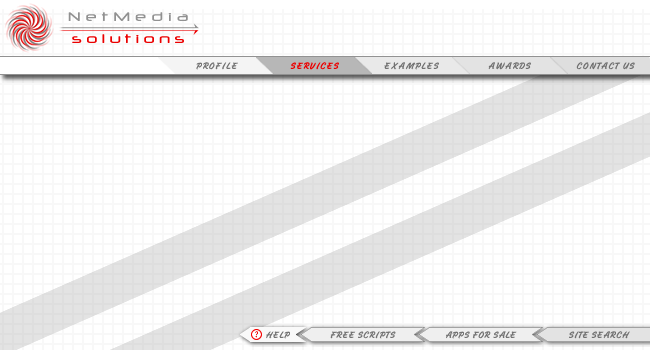 NetMedia
solutions
PROFILE SERVICES EXAMPLES AWARDS CONTACT US
? HELP FREE SCRIPTS APPS FOR SALE SITE SEARCH